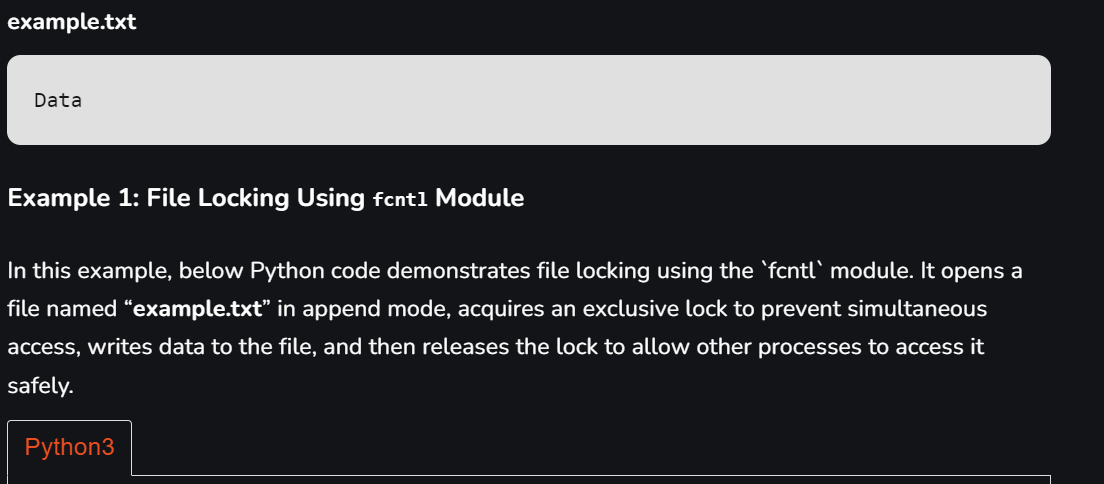 example.txt
Data
Example 1: File Locking Using fcntl Module
In this example, below Python code demonstrates file locking using the `fcntl` module. It opens a
file named “example.txt” in append mode, acquires an exclusive lock to prevent simultaneous
access, writes data to the file, and then releases the lock to allow other processes to access it
safely.
Python3